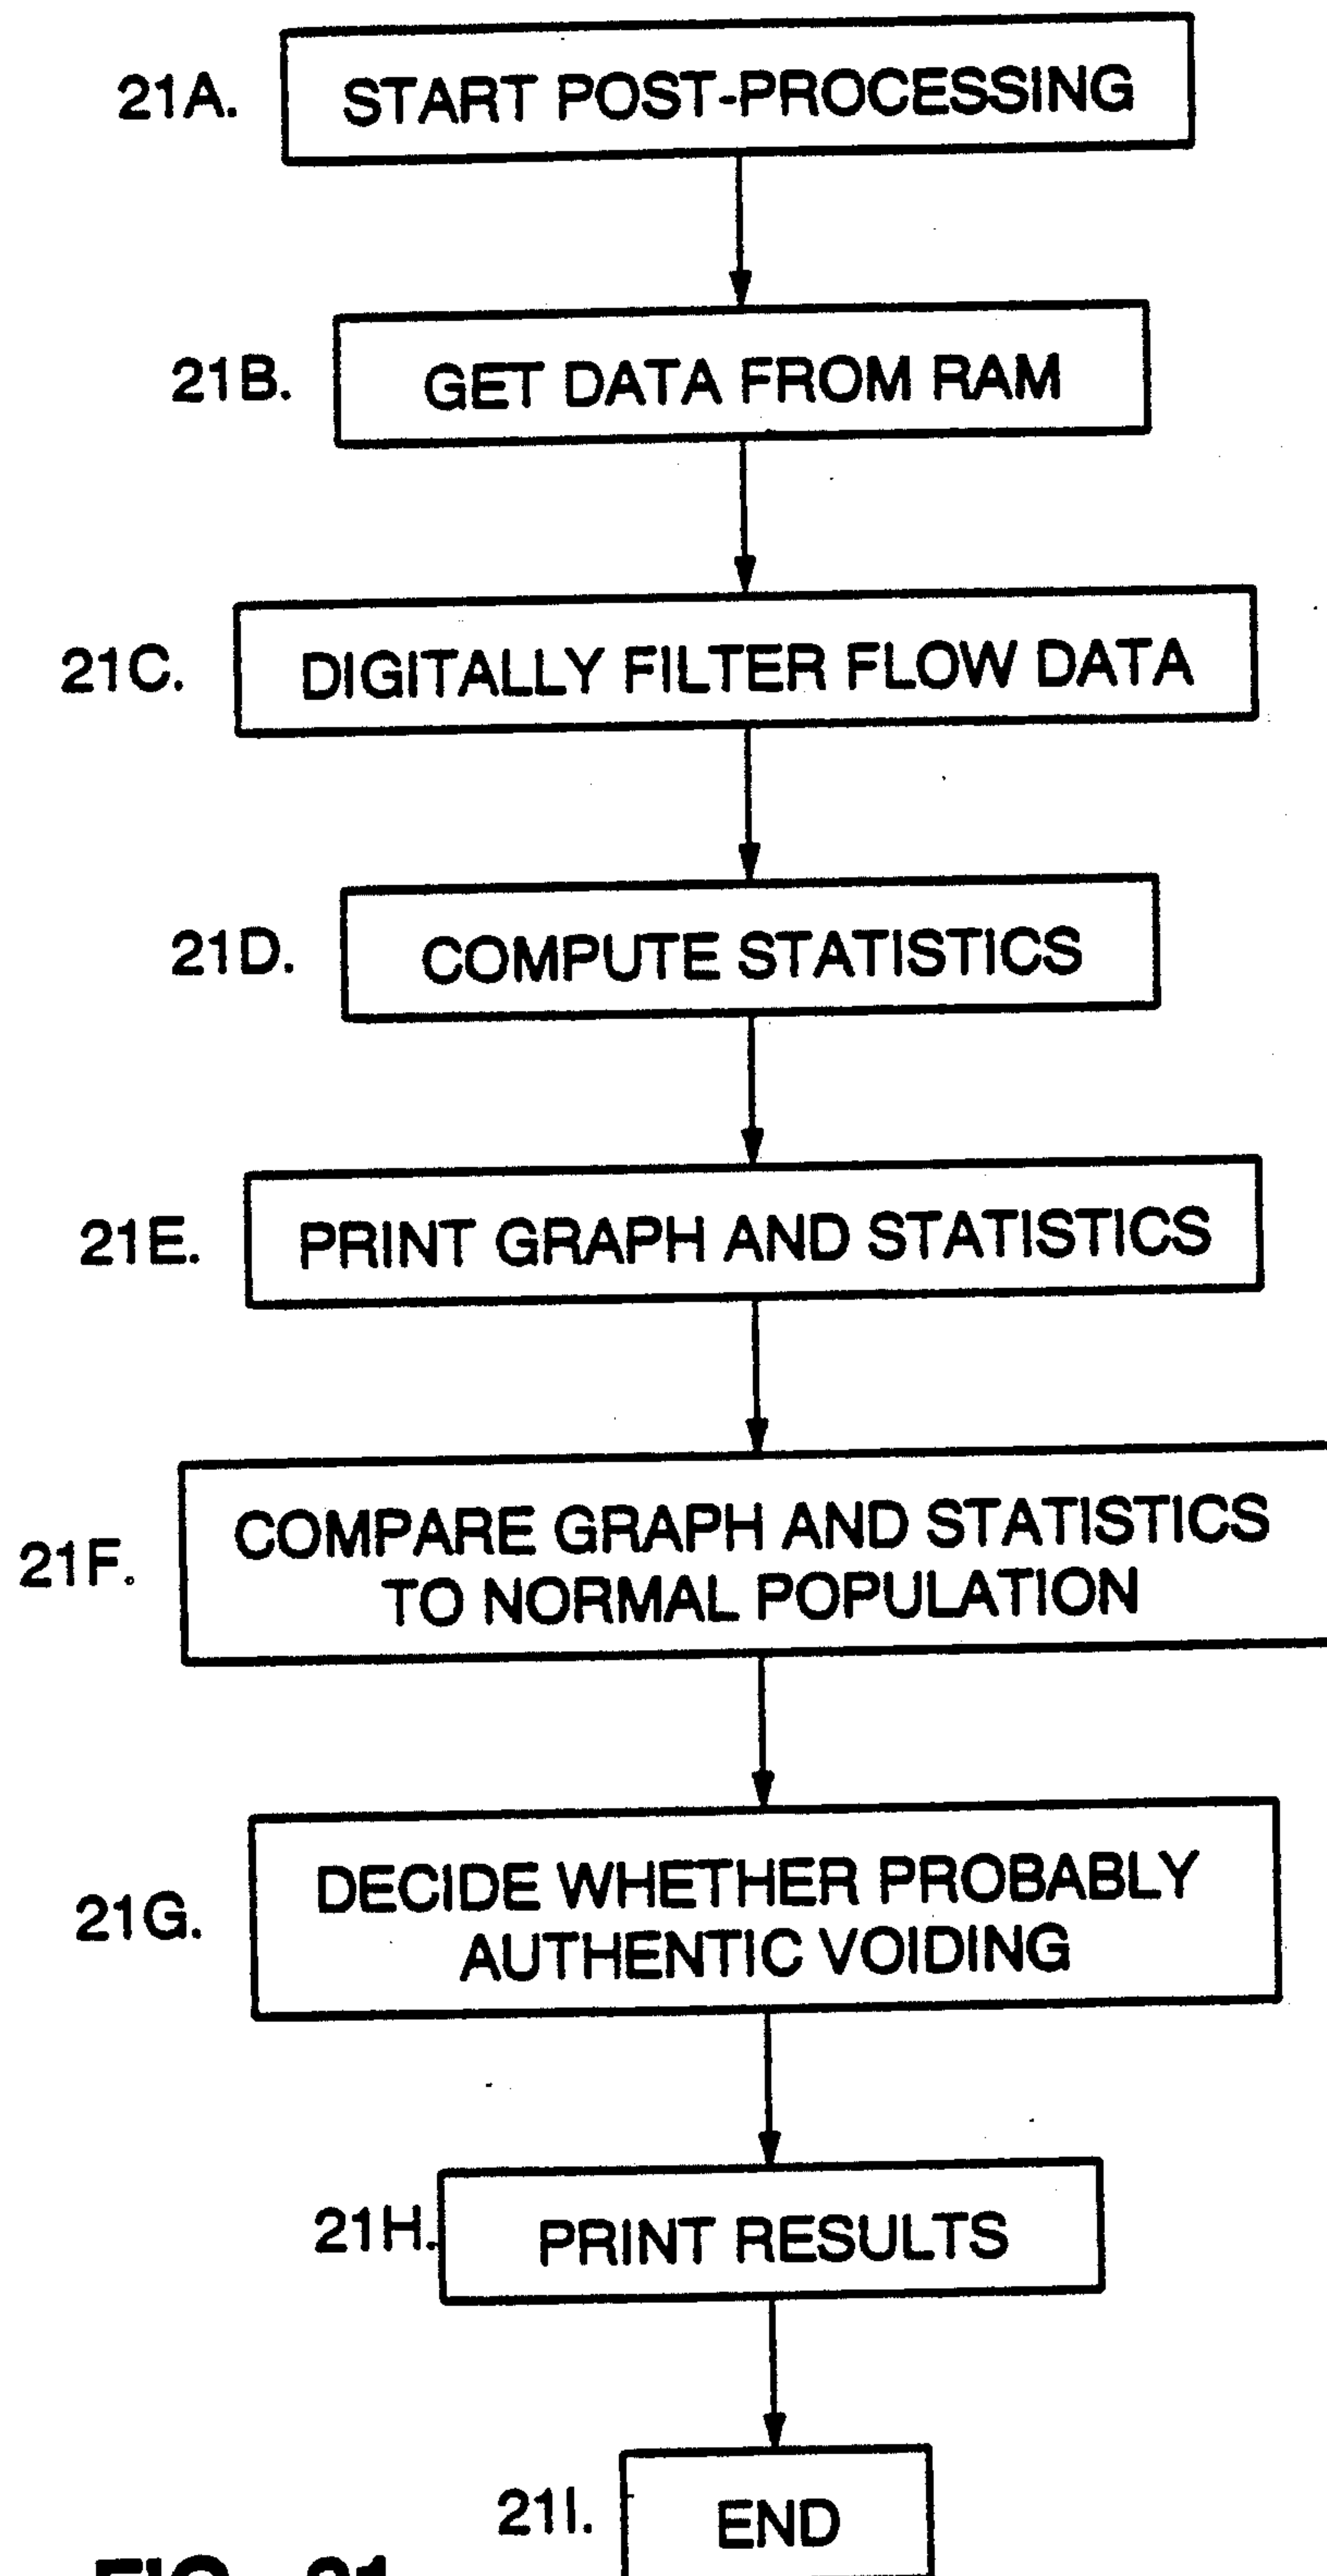 21A. START POST-PROCESSING
21B. GET DATA FROM RAM
21C. DIGITALLY FILTER FLOW DATA
21D. COMPUTE STATISTICS
21E. PRINT GRAPH AND STATISTICS
21F. COMPARE GRAPH AND STATISTICS
TO NORMAL POPULATION
21G. DECIDE WHETHER PROBABLY
AUTHENTIC VOIDING
21H. PRINT RESULTS
21I. END
FIG. 21